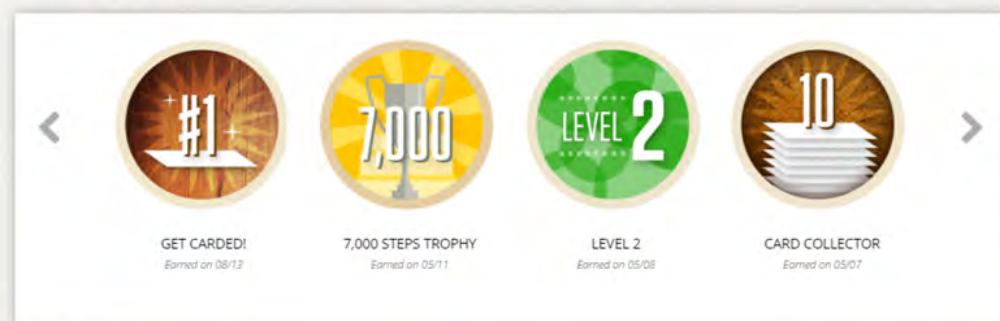 #1
7,000
LEVEL 2
10
GET CARDED!
7,000 STEPS TROPHY
LEVEL 2
CARD COLLECTOR
Earned on 08/13
Earned on 05/11
Earned on 05/08
Earned on 05/07